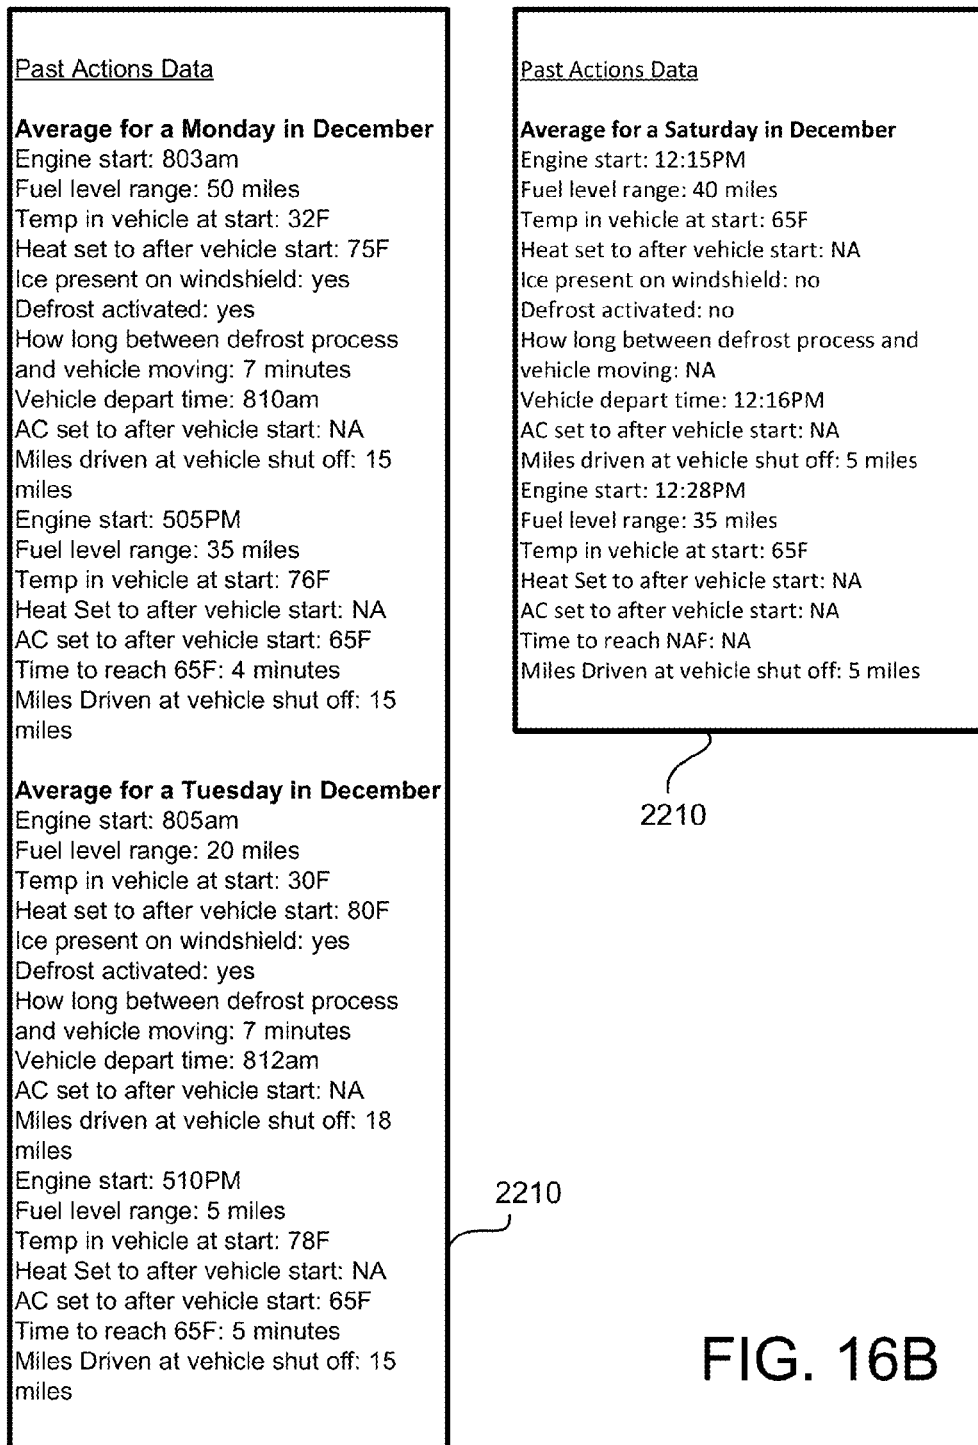 Past Actions Data
Average for a Monday in December
Engine start: 803am
Fuel level range: 50 miles
Temp in vehicle at start: 32F
Heat set to after vehicle start: 75F
Ice present on windshield: yes
Defrost activated: yes
How long between defrost process
and vehicle moving: 7 minutes
Vehicle depart time: 810am
AC set to after vehicle start: NA
Miles driven at vehicle shut off: 15
miles
Engine start: 505PM
Fuel level range: 35 miles
Temp in vehicle at start: 76F
Heat Set to after vehicle start: NA
AC set to after vehicle start: 65F
Time to reach 65F: 4 minutes
Miles Driven at vehicle shut off: 15
miles
Average for a Tuesday in December
Engine start: 805am
Fuel level range: 20 miles
Temp in vehicle at start: 30F
Heat set to after vehicle start: 80F
Ice present on windshield: yes
Defrost activated: yes
How long between defrost process
and vehicle moving: 7 minutes
Vehicle depart time: 812am
AC set to after vehicle start: NA
Miles driven at vehicle shut off: 18
miles
Engine start: 510PM
Fuel level range: 5 miles
Temp in vehicle at start: 78F
Heat Set to after vehicle start: NA
AC set to after vehicle start: 65F
Time to reach 65F: 5 minutes
Miles Driven at vehicle shut off: 15
miles
2210
Past Actions Data
Average for a Saturday in December
Engine start: 12:15PM
Fuel level range: 40 miles
Temp in vehicle at start: 65F
Heat set to after vehicle start: NA
Ice present on windshield: no
Defrost activated: no
How long between defrost process and
vehicle moving: NA
Vehicle depart time: 12:16PM
AC set to after vehicle start: NA
Miles driven at vehicle shut off: 5 miles
Engine start: 12:28PM
Fuel level range: 35 miles
Temp in vehicle at start: 65F
Heat Set to after vehicle start: NA
AC set to after vehicle start: NA
Time to reach NAF: NA
Miles Driven at vehicle shut off: 5 miles
2210
FIG. 16B